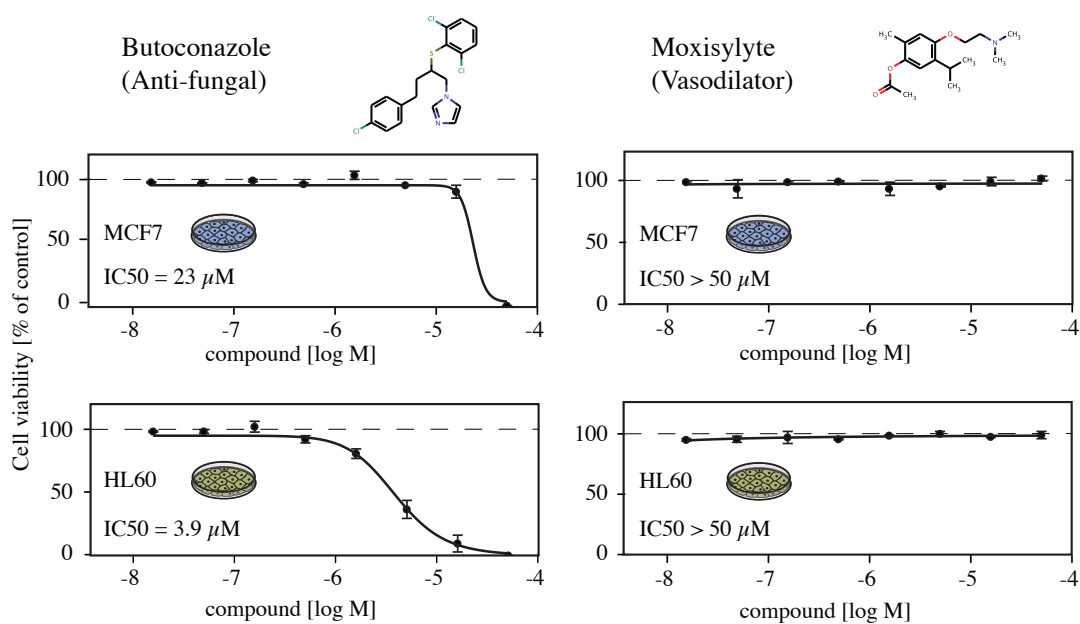 Butoconazole
(Anti-fungal)
Cl
S
Cl
N
N
Cl
Moxisylyte
(Vasodilator)
H₃C
O
N
CH₃
CH₃
O
CH₃
CH₃
O
CH₃
Cell viability [% of control]
100
50
0
MCF7
IC50 = 23 µM
-8 -7 -6 -5 -4
compound [log M]
100
50
0
MCF7
IC50 > 50 µM
-8 -7 -6 -5 -4
compound [log M]
100
50
0
HL60
IC50 = 3.9 µM
-8 -7 -6 -5 -4
compound [log M]
100
50
0
HL60
IC50 > 50 µM
-8 -7 -6 -5 -4
compound [log M]